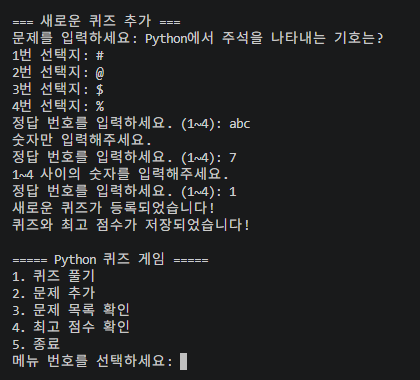 === 새로운 퀴즈 추가 ===
문제를 입력하세요: Python에서 주석을 나타내는 기호는?
1번 선택지: #
2번 선택지: @
3번 선택지: $
4번 선택지: %
정답 번호를 입력하세요. (1~4): abc
숫자만 입력해주세요.
정답 번호를 입력하세요. (1~4): 7
1~4 사이의 숫자를 입력해주세요.
정답 번호를 입력하세요. (1~4): 1
새로운 퀴즈가 등록되었습니다!
퀴즈와 최고 점수가 저장되었습니다!
===== Python 퀴즈 게임 =====
1. 퀴즈 풀기
2. 문제 추가
3. 문제 목록 확인
4. 최고 점수 확인
5. 종료
메뉴 번호를 선택하세요: